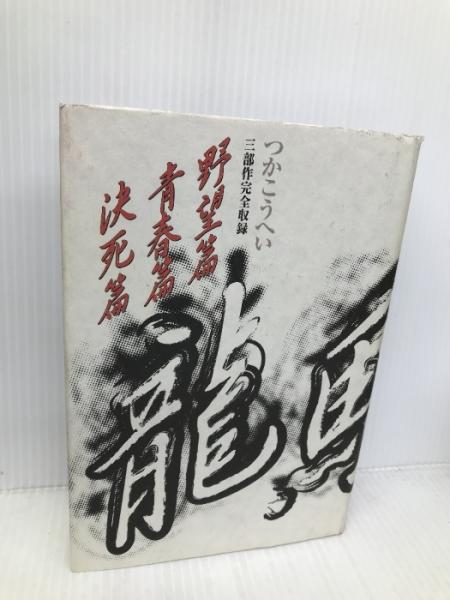 つかこうへい
三部作完全収録
野望篇
青春篇
決死篇
龍馬